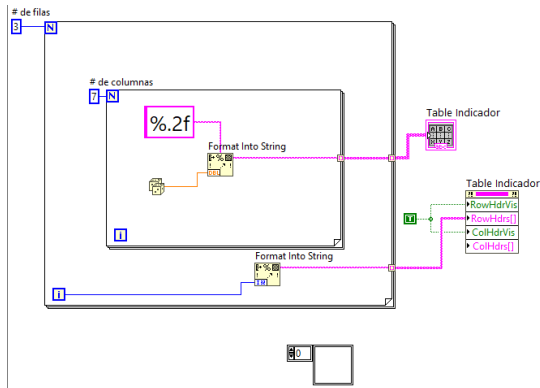 # de filas
3
N
# de columnas
7
N
%.2f
Format Into String
DBL
i
Format Into String
i
Table Indicador
Table Indicador
RowHdrVis
RowHdrs[]
T
ColHdrVis
ColHdrs[]
0